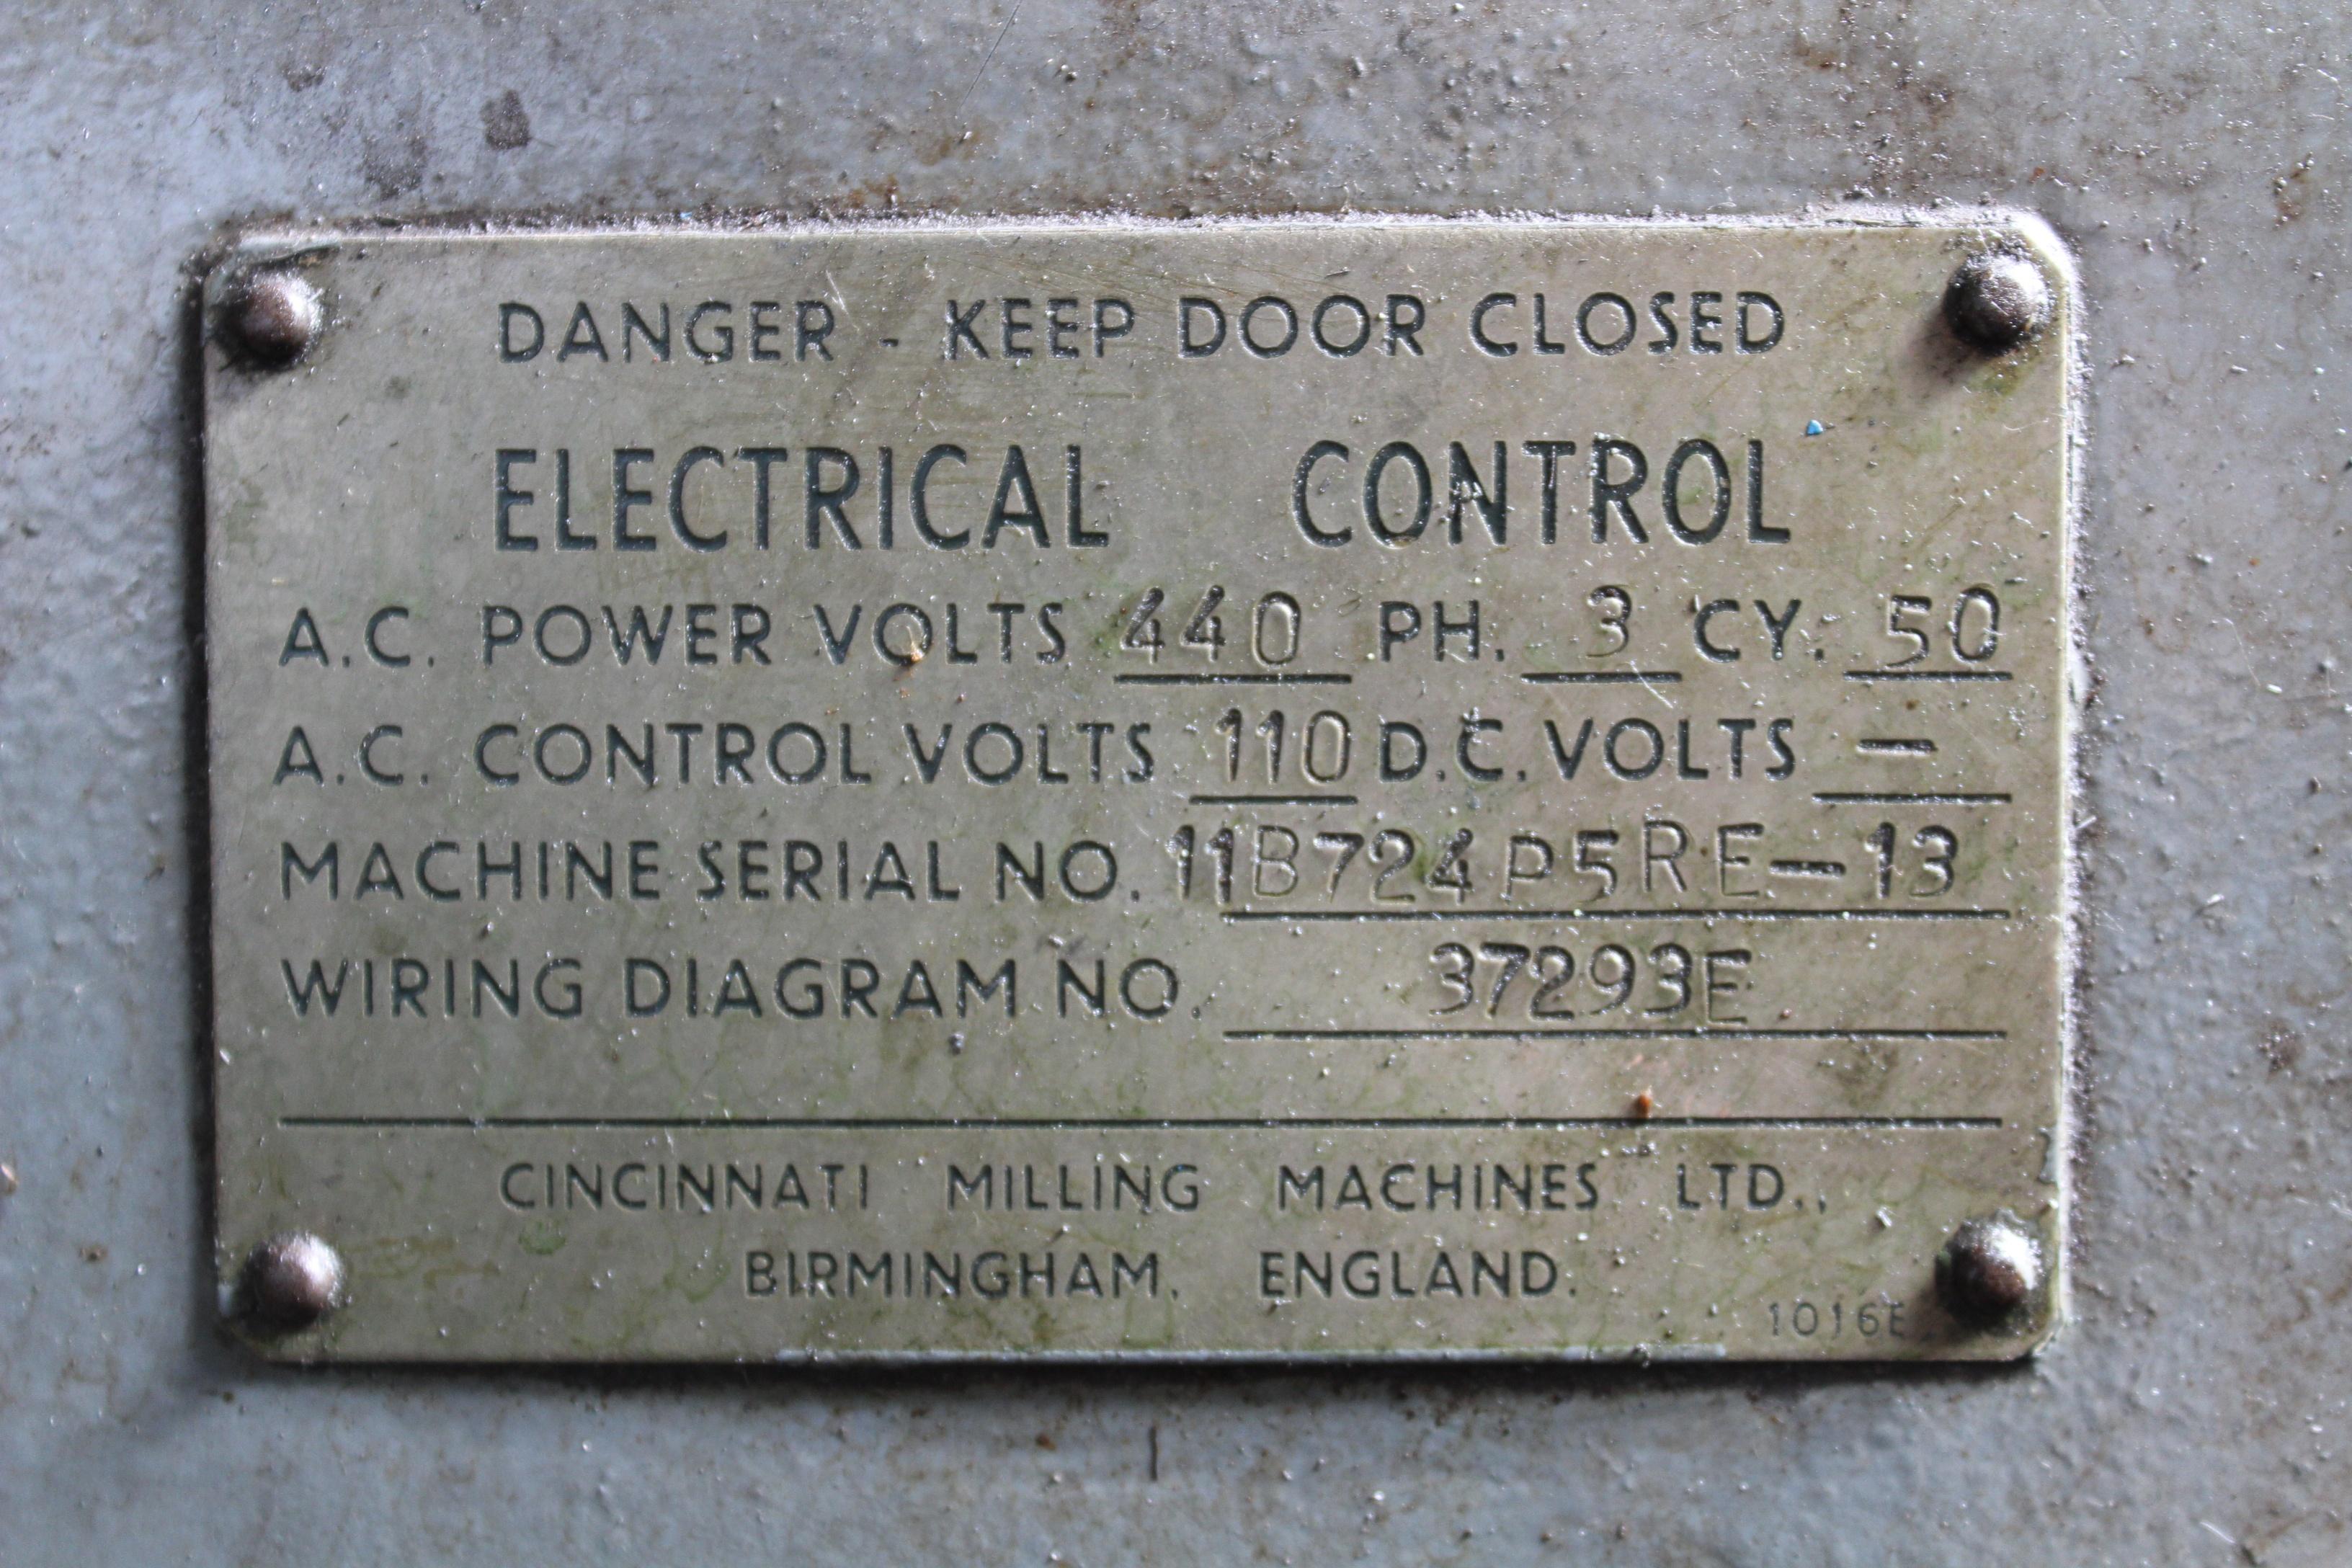 DANGER - KEEP DOOR CLOSED
ELECTRICAL CONTROL
A.C. POWER VOLTS 440 PH. 3 CY. 50
A.C. CONTROL VOLTS 110 D.C. VOLTS —
MACHINE SERIAL NO. 11B724P5RE-13
WIRING DIAGRAM NO. 37293E
CINCINNATI MILLING MACHINES LTD.,
BIRMINGHAM. ENGLAND.
1016E